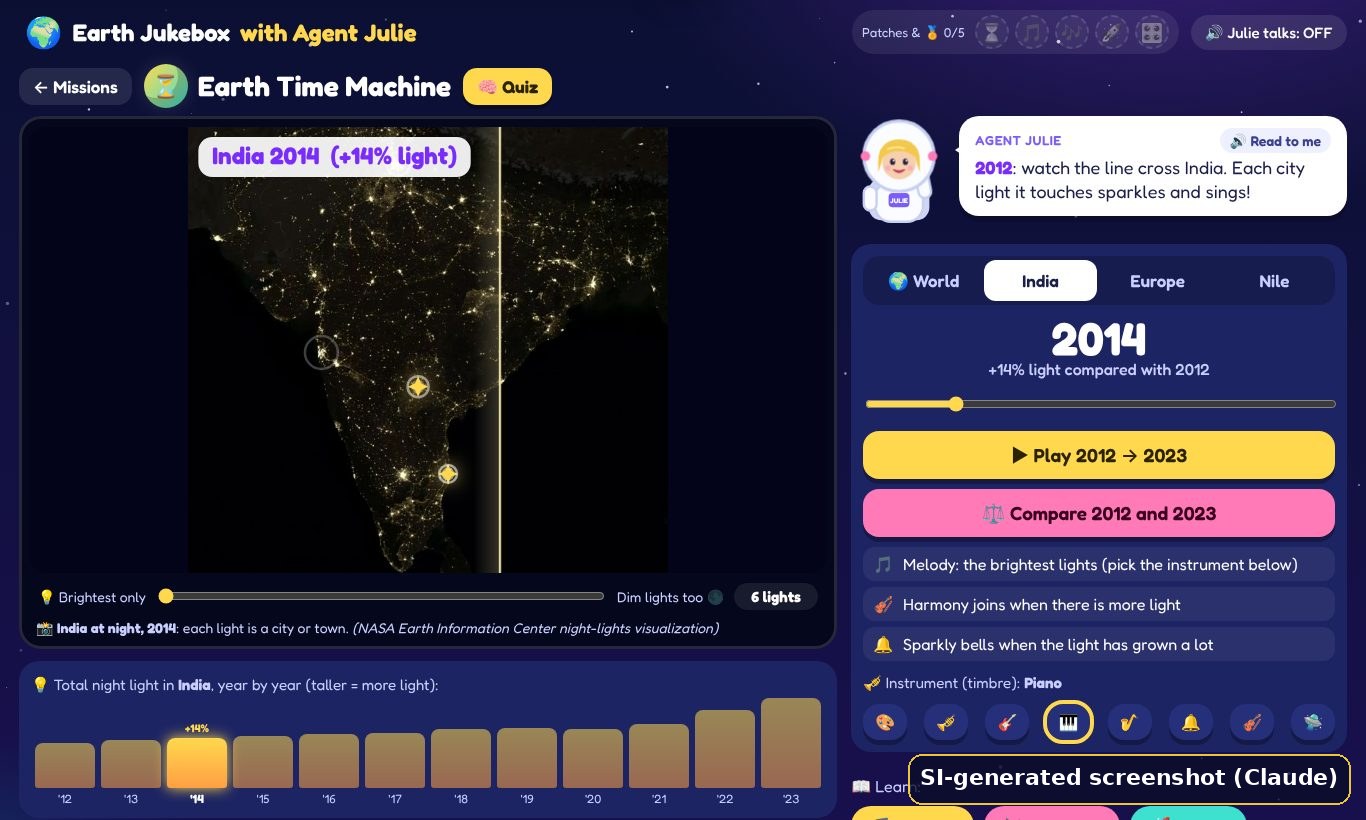 Earth Jukebox with Agent Julie
Patches & 🏅 0/5
🔊 Julie talks: OFF
← Missions
Earth Time Machine
🧠 Quiz
India 2014 (+14% light)
💡 Brightest only
Dim lights too 🌑
6 lights
📸 India at night, 2014: each light is a city or town. (NASA Earth Information Center night-lights visualization)
💡 Total night light in India, year by year (taller = more light):
+14%
'12 '13 '14 '15 '16 '17 '18 '19 '20 '21 '22 '23
JULIE
AGENT JULIE
🔊 Read to me
2012: watch the line cross India. Each city
light it touches sparkles and sings!
🌍 World
India
Europe
Nile
2014
+14% light compared with 2012
▶ Play 2012 → 2023
⚖️ Compare 2012 and 2023
🎵 Melody: the brightest lights (pick the instrument below)
🎻 Harmony joins when there is more light
🔔 Sparkly bells when the light has grown a lot
🎺 Instrument (timbre): Piano
📖 Learn
SI-generated screenshot (Claude)